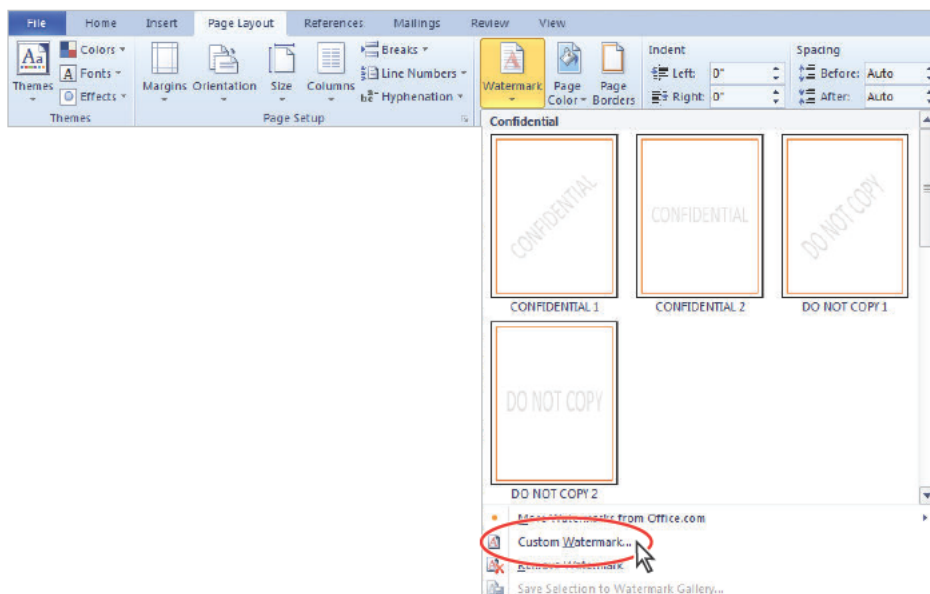 File Home Insert Page Layout References Mailings Review View
Aa Colors Breaks Indent Spacing
A Fonts Line Numbers Left: 0" Before: Auto
Themes Effects Margins Orientation Size Columns Hyphenation Watermark Page Color Page Borders Right: 0" After: Auto
Themes Page Setup
Confidential
CONFIDENTIAL CONFIDENTIAL DO NOT COPY
CONFIDENTIAL 1 CONFIDENTIAL 2 DO NOT COPY 1
DO NOT COPY
DO NOT COPY 2
More Watermarks from Office.com
Custom Watermark...
Remove Watermark
Save Selection to Watermark Gallery...